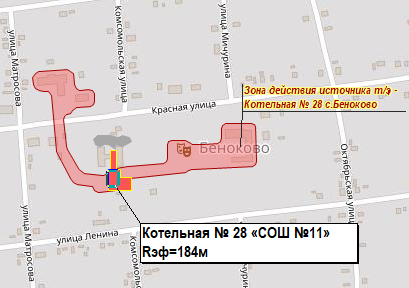 улица Матросова
Комсомольская улица
улица Мичурина
Зона действия источника т/э -
Котельная № 28 с.Беноково
Красная улица
Беноково
Октябрьская улица
Котельная № 28 «СОШ №11»
Rэф=184м
улица Ленина
улица Матросова
Мичурина